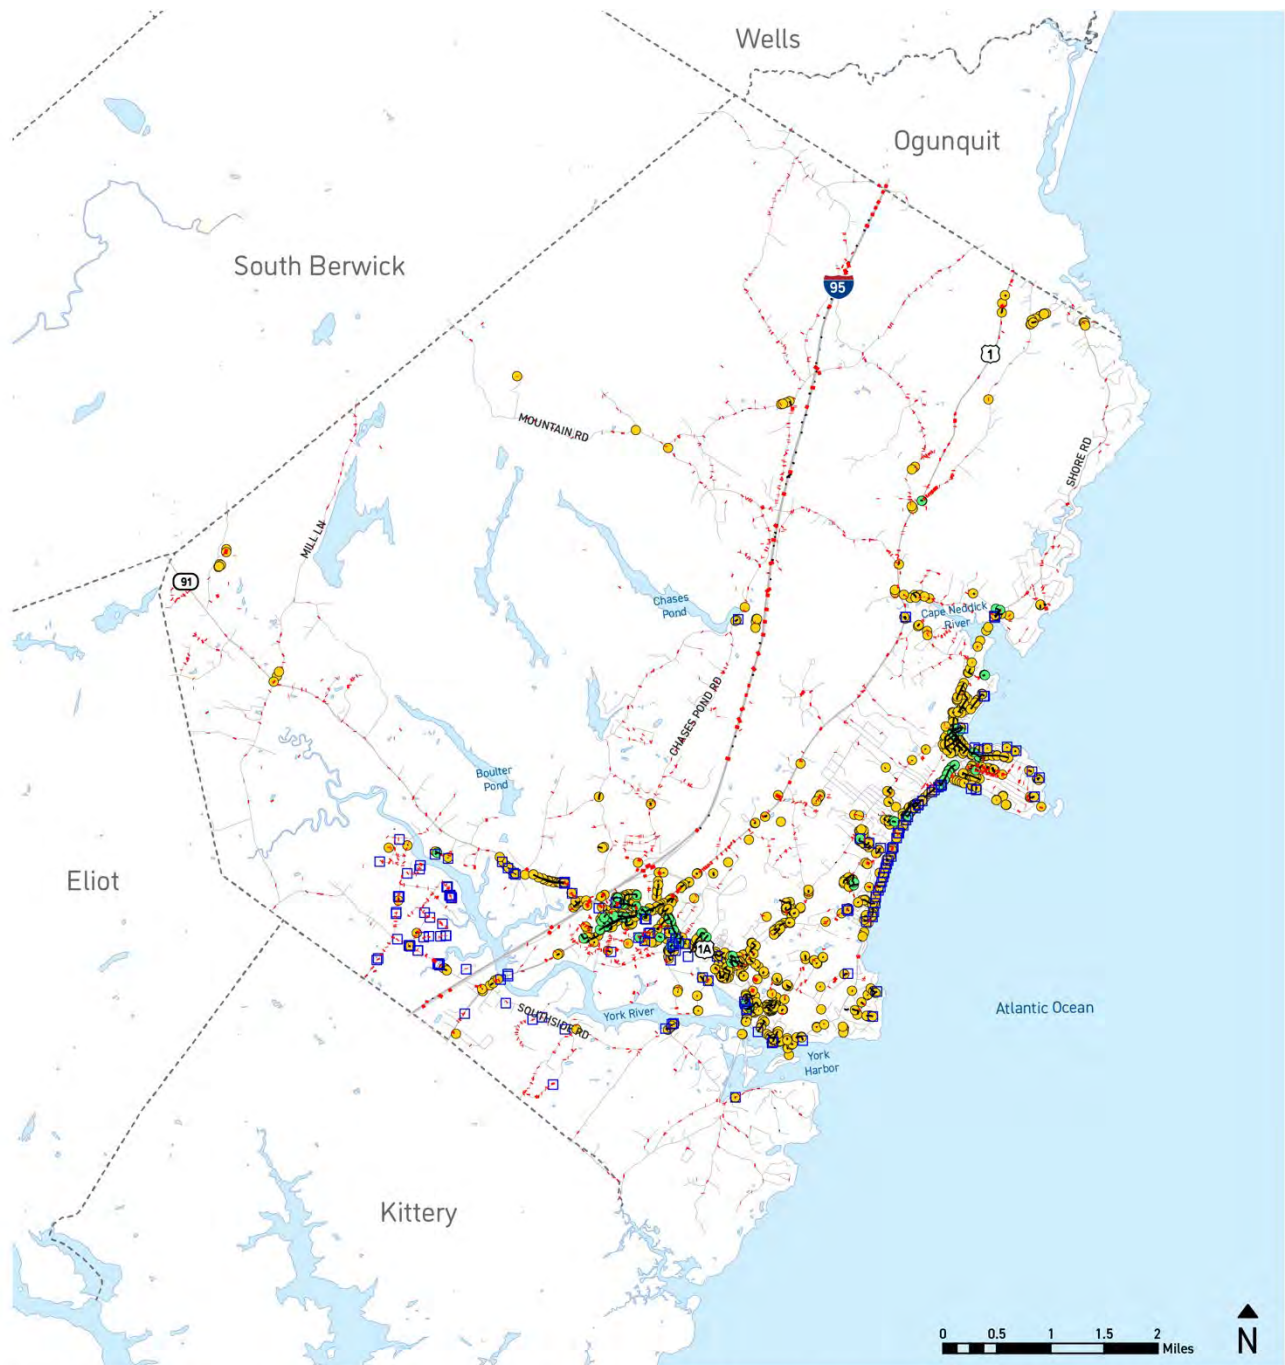 Wells
Ogunquit
South Berwick
95
1
MOUNTAIN RD
SHORE RD
MILL LN
91
Chases
Pond
Cape Neddick
River
CHASES POND RD
Boulter
Pond
Eliot
1A
SOUTHSIDE RD
York River
Atlantic Ocean
York
Harbor
Kittery
0 0.5 1 1.5 2
Miles
N